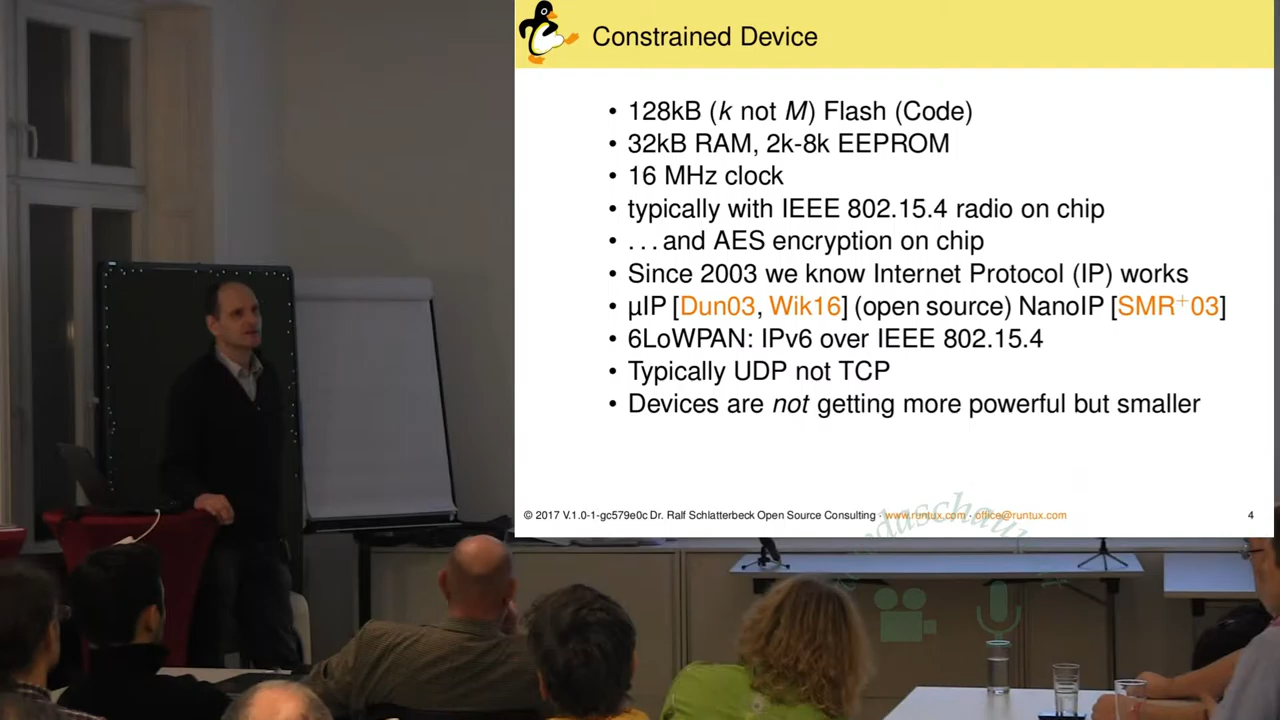 Constrained Device
• 128kB (k not M) Flash (Code)
• 32kB RAM, 2k-8k EEPROM
• 16 MHz clock
• typically with IEEE 802.15.4 radio on chip
• . . . and AES encryption on chip
• Since 2003 we know Internet Protocol (IP) works
• µIP [Dun03, Wik16] (open source) NanoIP [SMR+03]
• 6LoWPAN: IPv6 over IEEE 802.15.4
• Typically UDP not TCP
• Devices are not getting more powerful but smaller
© 2017 V.1.0-1-gc579e0c Dr. Ralf Schlatterbeck Open Source Consulting · www.runtux.com · office@runtux.com 4